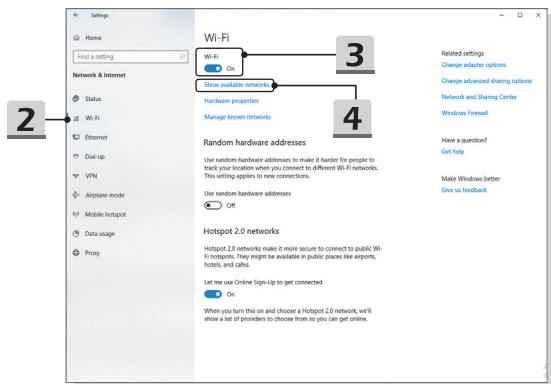 Settings
Home
Find a setting
Network & Internet
Status
Wi-Fi
Ethernet
Dial-up
VPN
Airplane mode
Mobile hotspot
Data usage
Proxy
2
Wi-Fi
Wi-Fi
On
Show available networks
Hardware properties
Manage known networks
3
4
Random hardware addresses
Use random hardware addresses to make it harder for people to
track your location when you connect to different Wi-Fi networks.
This setting applies to new connections.
Use random hardware addresses
Off
Hotspot 2.0 networks
Hotspot 2.0 networks make it more secure to connect to public Wi-
Fi hotspots. They might be available in public places like airports,
hotels, and cafes.
Let me use Online Sign-Up to get connected
On
When you turn this on and choose a Hotspot 2.0 network, we'll
show a list of providers to choose from so you can get online.
Related settings
Change adapter options
Change advanced sharing options
Network and Sharing Center
Windows Firewall
Have a question?
Get help
Make Windows better
Give us feedback